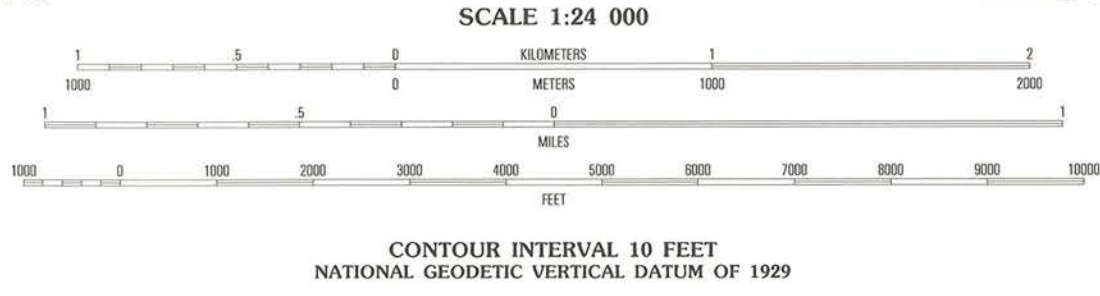 SCALE 1:24 000
1 .5 0 KILOMETERS 1 2
1000 0 METERS 1000 2000
1 .5 0 1
MILES
1000 0 1000 2000 3000 4000 5000 6000 7000 8000 9000 10000
FEET
CONTOUR INTERVAL 10 FEET
NATIONAL GEODETIC VERTICAL DATUM OF 1929